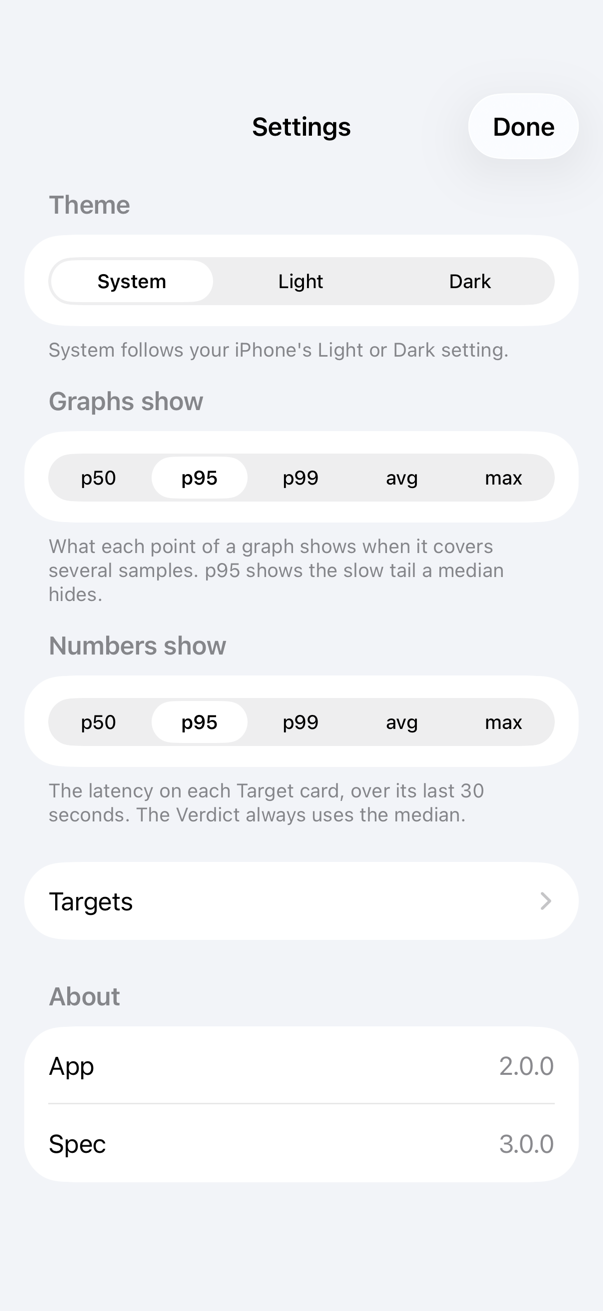 Settings
Done
Theme
System
Light
Dark
System follows your iPhone's Light or Dark setting.
Graphs show
p50
p95
p99
avg
max
What each point of a graph shows when it covers
several samples. p95 shows the slow tail a median
hides.
Numbers show
p50
p95
p99
avg
max
The latency on each Target card, over its last 30
seconds. The Verdict always uses the median.
Targets
About
App
2.0.0
Spec
3.0.0